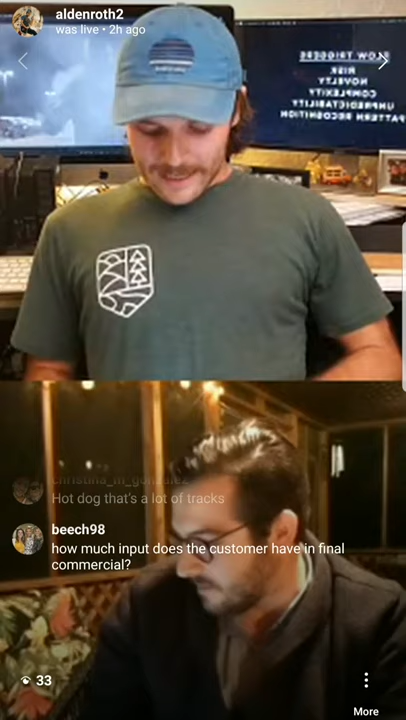 aldenroth2
was live • 2h ago
FLOW TRIGGERS
RISK
NOVELTY
COMPLEXITY
UNPREDICTABILITY
PATTERN RECOGNITION
christina_m_gonzalez
Hot dog that's a lot of tracks
beech98
how much input does the customer have in final
commercial?
33
More